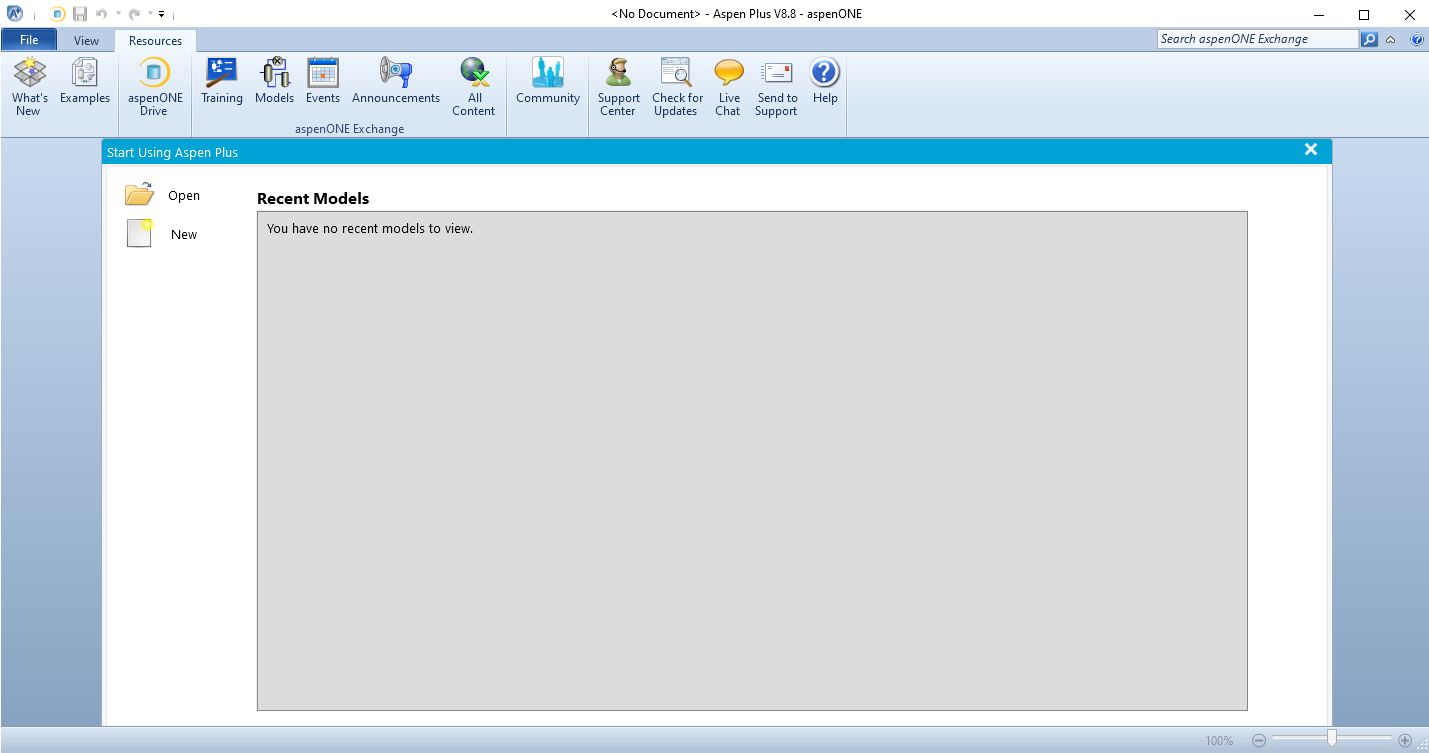 <No Document> - Aspen Plus V8.8 - aspenONE
File View Resources
Search aspenONE Exchange
What's New
Examples
aspenONE Drive
Training
Models
Events
Announcements
All Content
Community
Support Center
Check for Updates
Live Chat
Send to Support
Help
aspenONE Exchange
Start Using Aspen Plus
Open
New
Recent Models
You have no recent models to view.
100%